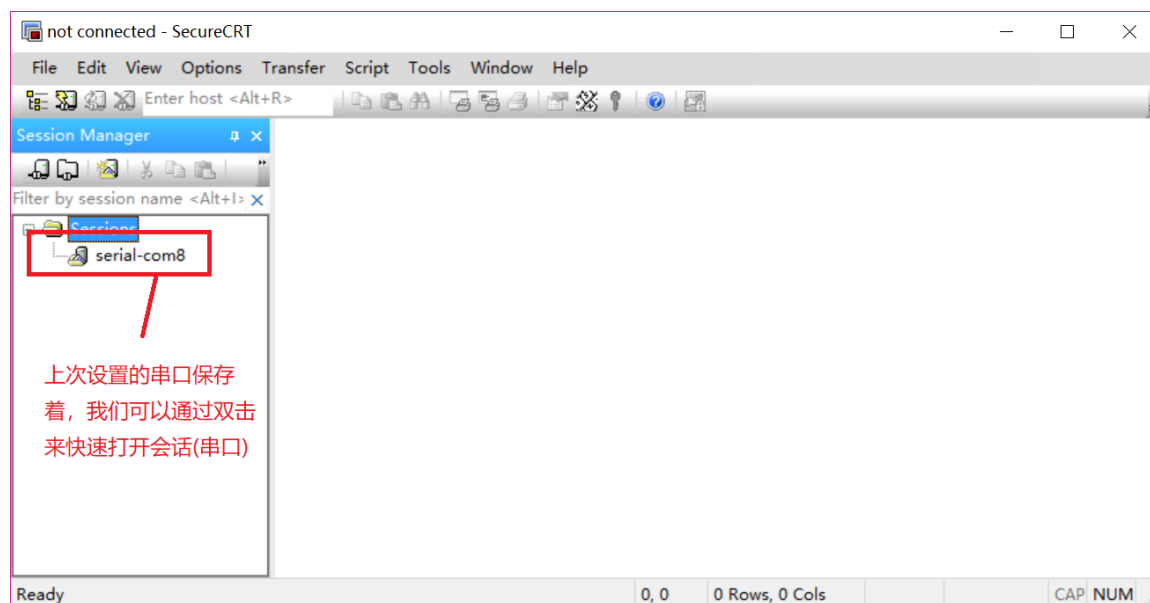 not connected - SecureCRT
File Edit View Options Transfer Script Tools Window Help
Enter host <Alt+R>
Session Manager
Filter by session name <Alt+I>
Sessions
serial-com8
上次设置的串口保存
着，我们可以通过双击
来快速打开会话(串口)
Ready 0, 0 0 Rows, 0 Cols CAP NUM